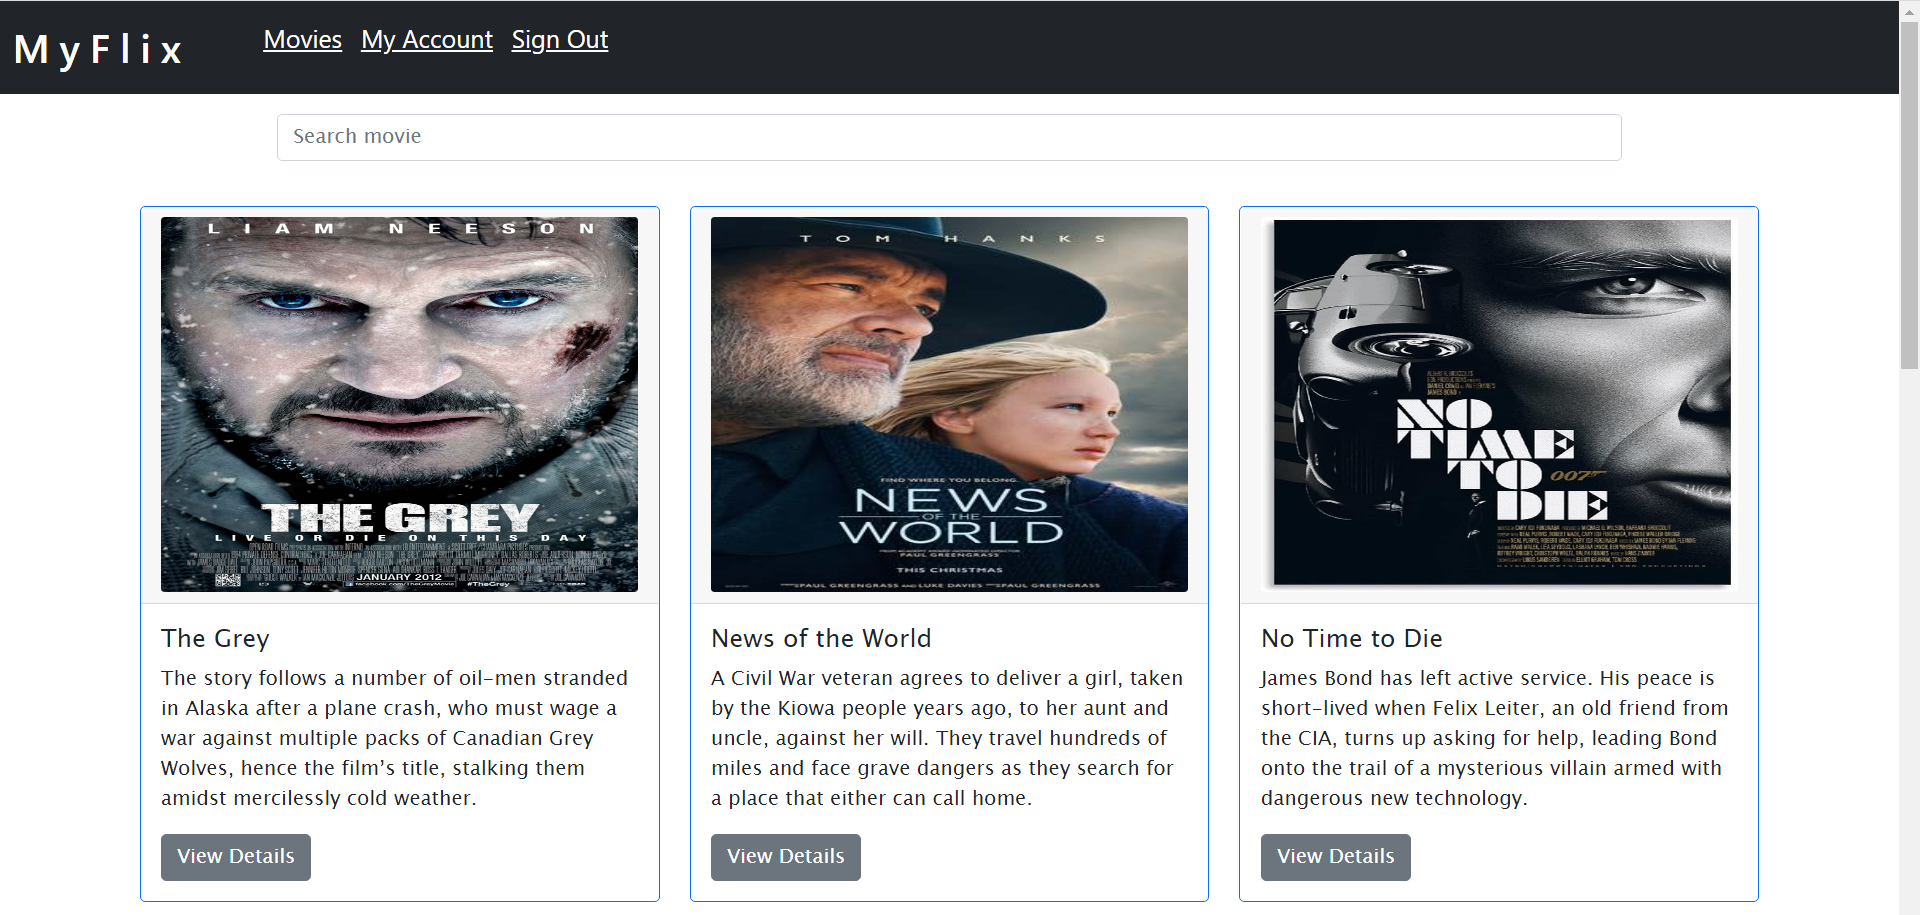 MyFlix
Movies My Account Sign Out
Search movie
LIAM NEESON
THE GREY
LIVE OR DIE ON THIS DAY
JANUARY 2012
The Grey
The story follows a number of oil-men stranded
in Alaska after a plane crash, who must wage a
war against multiple packs of Canadian Grey
Wolves, hence the film’s title, stalking them
amidst mercilessly cold weather.
View Details
TOM HANKS
FIND WHERE YOU BELONG
NEWS
OF THE
WORLD
PAUL GREENGRASS
THIS CHRISTMAS
News of the World
A Civil War veteran agrees to deliver a girl, taken
by the Kiowa people years ago, to her aunt and
uncle, against her will. They travel hundreds of
miles and face grave dangers as they search for
a place that either can call home.
View Details
NO
TIME
TO
007
DIE
No Time to Die
James Bond has left active service. His peace is
short-lived when Felix Leiter, an old friend from
the CIA, turns up asking for help, leading Bond
onto the trail of a mysterious villain armed with
dangerous new technology.
View Details